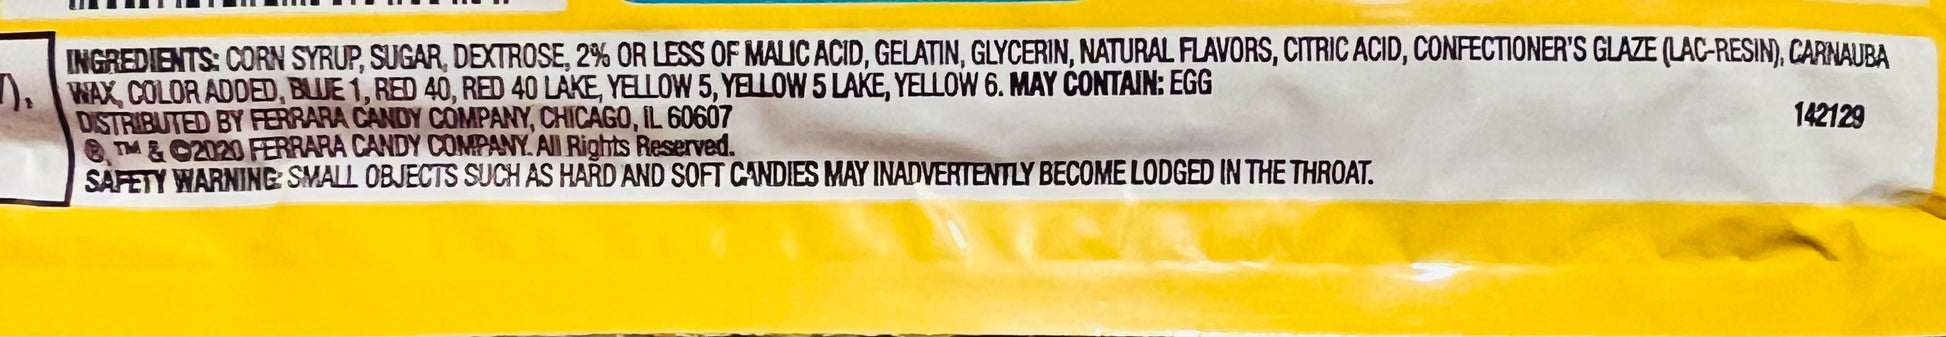 INGREDIENTS: CORN SYRUP, SUGAR, DEXTROSE, 2% OR LESS OF MALIC ACID, GELATIN, GLYCERIN, NATURAL FLAVORS, CITRIC ACID, CONFECTIONER'S GLAZE (LAC-RESIN), CARNAUBA
WAX, COLOR ADDED, BLUE 1, RED 40, RED 40 LAKE, YELLOW 5, YELLOW 5 LAKE, YELLOW 6. MAY CONTAIN: EGG
DISTRIBUTED BY FERRARA CANDY COMPANY, CHICAGO, IL 60607
142129
®, ™ & ©2020 FERRARA CANDY COMPANY. All Rights Reserved.
SAFETY WARNING: SMALL OBJECTS SUCH AS HARD AND SOFT CANDIES MAY INADVERTENTLY BECOME LODGED IN THE THROAT.